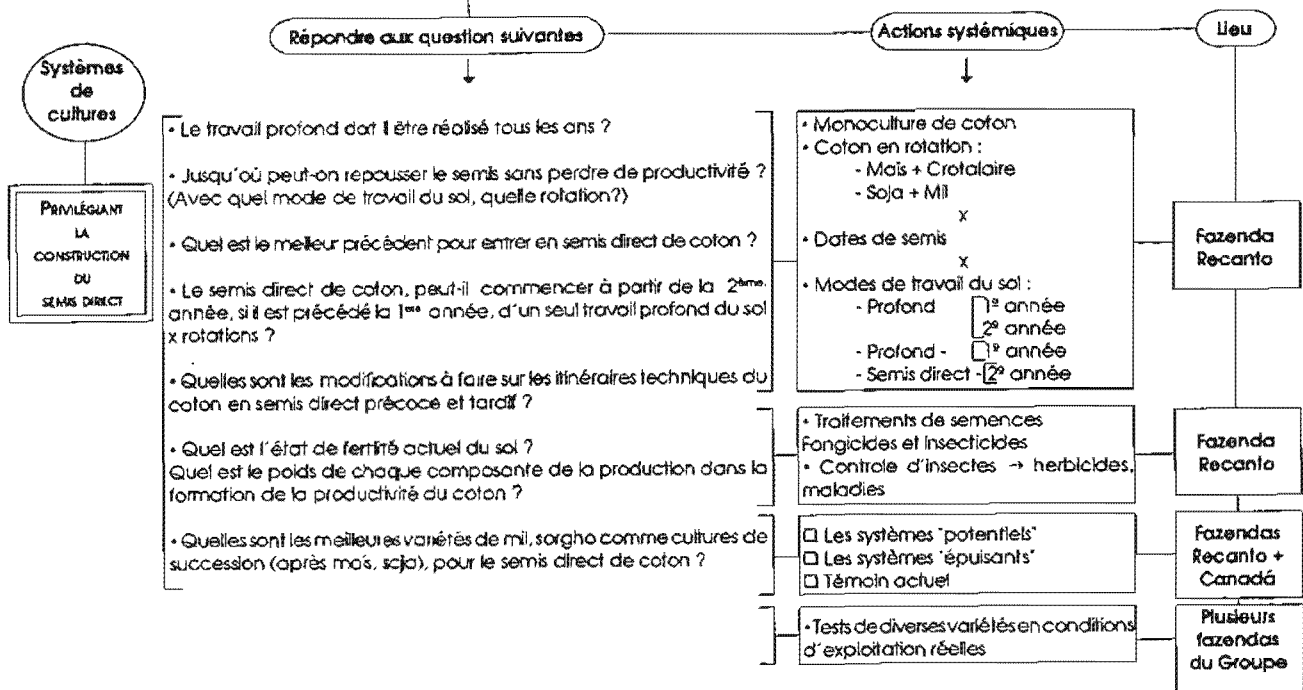 Répondre aux question suivantes
Actions systémiques
Lieu
Systèmes
de
cultures
PRIVILÉGIANT
LA
CONSTRUCTION
DU
SEMIS DIRECT
• Le travail profond doit il être réalisé tous les ans ?
• Jusqu'où peut-on repousser le semis sans perdre de productivité ?
(Avec quel mode de travail du sol, quelle rotation?)
• Quel est le meilleur précédent pour entrer en semis direct de coton ?
• Le semis direct de coton, peut-il commencer à partir de la 2ème.
année, si il est précédé la 1ère année, d'un seul travail profond du sol
x rotations ?
• Quelles sont les modifications à faire sur les itinéraires techniques du
coton en semis direct précoce et tardif ?
• Quel est l'état de fertilité actuel du sol ?
Quel est le poids de chaque composante de la production dans la
formation de la productivité du coton ?
• Quelles sont les meilleures variétés de mil, sorgho comme cultures de
succession (après maïs, soja), pour le semis direct de coton ?
• Monoculture de coton
• Coton en rotation :
- Maïs + Crotalaire
- Soja + Mil
x
• Dates de semis
x
• Modes de travail du sol :
- Profond 1º année
2º année
- Profond - 1º année
- Semis direct - 2º année
• Traitements de semences
Fongicides et insecticides
• Controle d'insectes → herbicides,
maladies
❑ Les systèmes "potentiels"
❑ Les systèmes "épuisants"
❑ Témoin actuel
• Tests de diverses variétés en conditions
d'exploitation réelles
Fazenda
Recanto
Fazenda
Recanto
Fazendas
Recanto +
Canadá
Plusieurs
fazendas
du Groupe